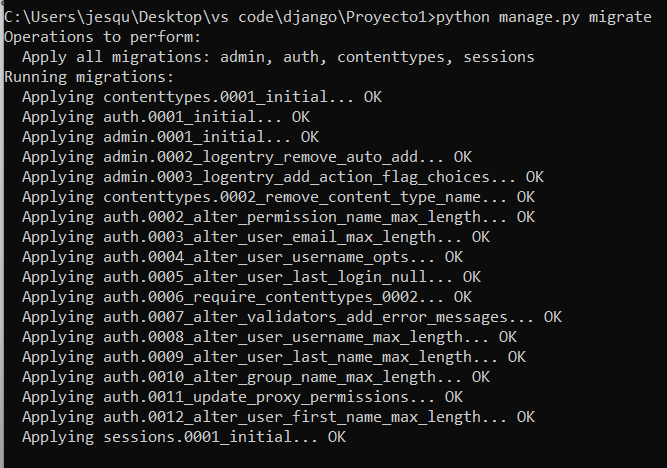 C:\Users\jesqu\Desktop\vs code\django\Proyecto1>python manage.py migrate
Operations to perform:
  Apply all migrations: admin, auth, contenttypes, sessions
Running migrations:
  Applying contenttypes.0001_initial... OK
  Applying auth.0001_initial... OK
  Applying admin.0001_initial... OK
  Applying admin.0002_logentry_remove_auto_add... OK
  Applying admin.0003_logentry_add_action_flag_choices... OK
  Applying contenttypes.0002_remove_content_type_name... OK
  Applying auth.0002_alter_permission_name_max_length... OK
  Applying auth.0003_alter_user_email_max_length... OK
  Applying auth.0004_alter_user_username_opts... OK
  Applying auth.0005_alter_user_last_login_null... OK
  Applying auth.0006_require_contenttypes_0002... OK
  Applying auth.0007_alter_validators_add_error_messages... OK
  Applying auth.0008_alter_user_username_max_length... OK
  Applying auth.0009_alter_user_last_name_max_length... OK
  Applying auth.0010_alter_group_name_max_length... OK
  Applying auth.0011_update_proxy_permissions... OK
  Applying auth.0012_alter_user_first_name_max_length... OK
  Applying sessions.0001_initial... OK